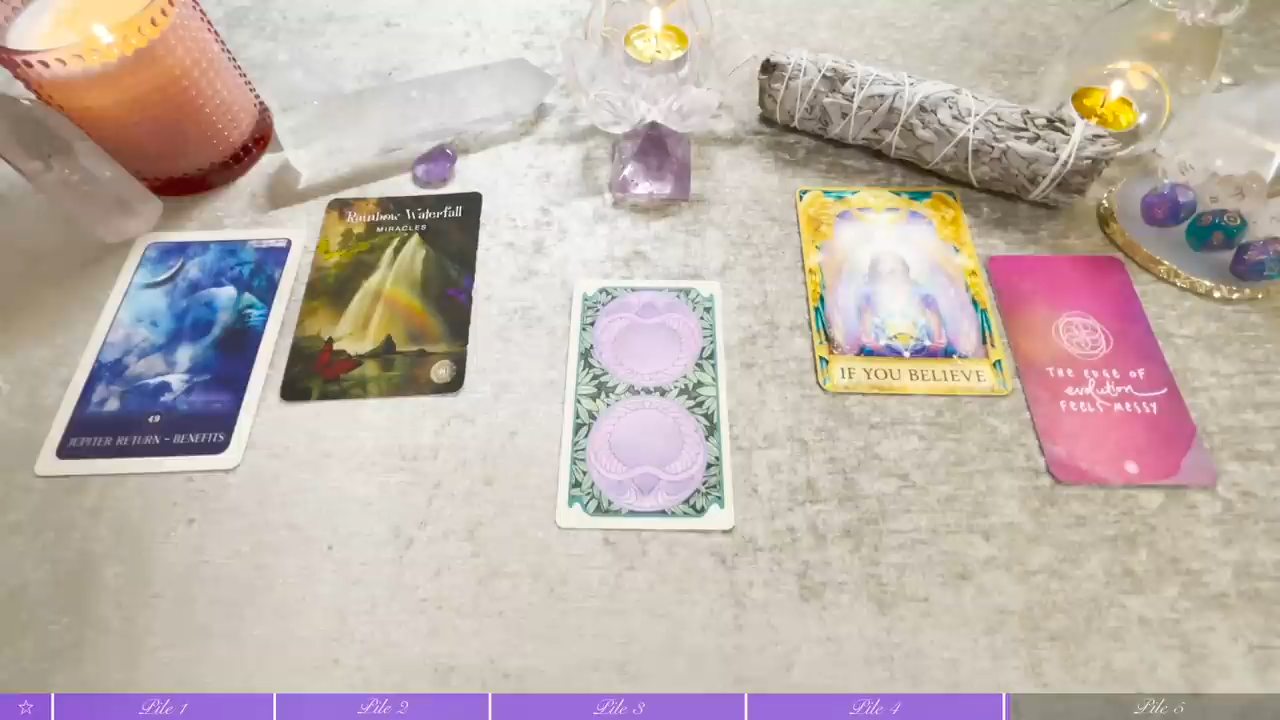 Rainbow Waterfall
MIRACLES
49
JUPITER RETURN - BENEFITS
IF YOU BELIEVE
THE EDGE OF
evolution
FEELS MESSY
Pile 1
Pile 2
Pile 3
Pile 4
Pile 5